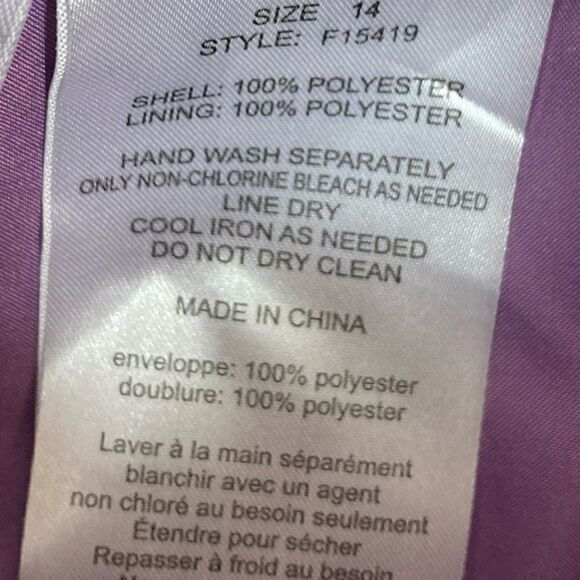 SIZE 14
STYLE: F15419
SHELL: 100% POLYESTER
LINING: 100% POLYESTER
HAND WASH SEPARATELY
ONLY NON-CHLORINE BLEACH AS NEEDED
LINE DRY
COOL IRON AS NEEDED
DO NOT DRY CLEAN
MADE IN CHINA
enveloppe: 100% polyester
doublure: 100% polyester
Laver à la main séparément
blanchir avec un agent
non chloré au besoin seulement
Étendre pour sécher
Repasser à froid au besoin